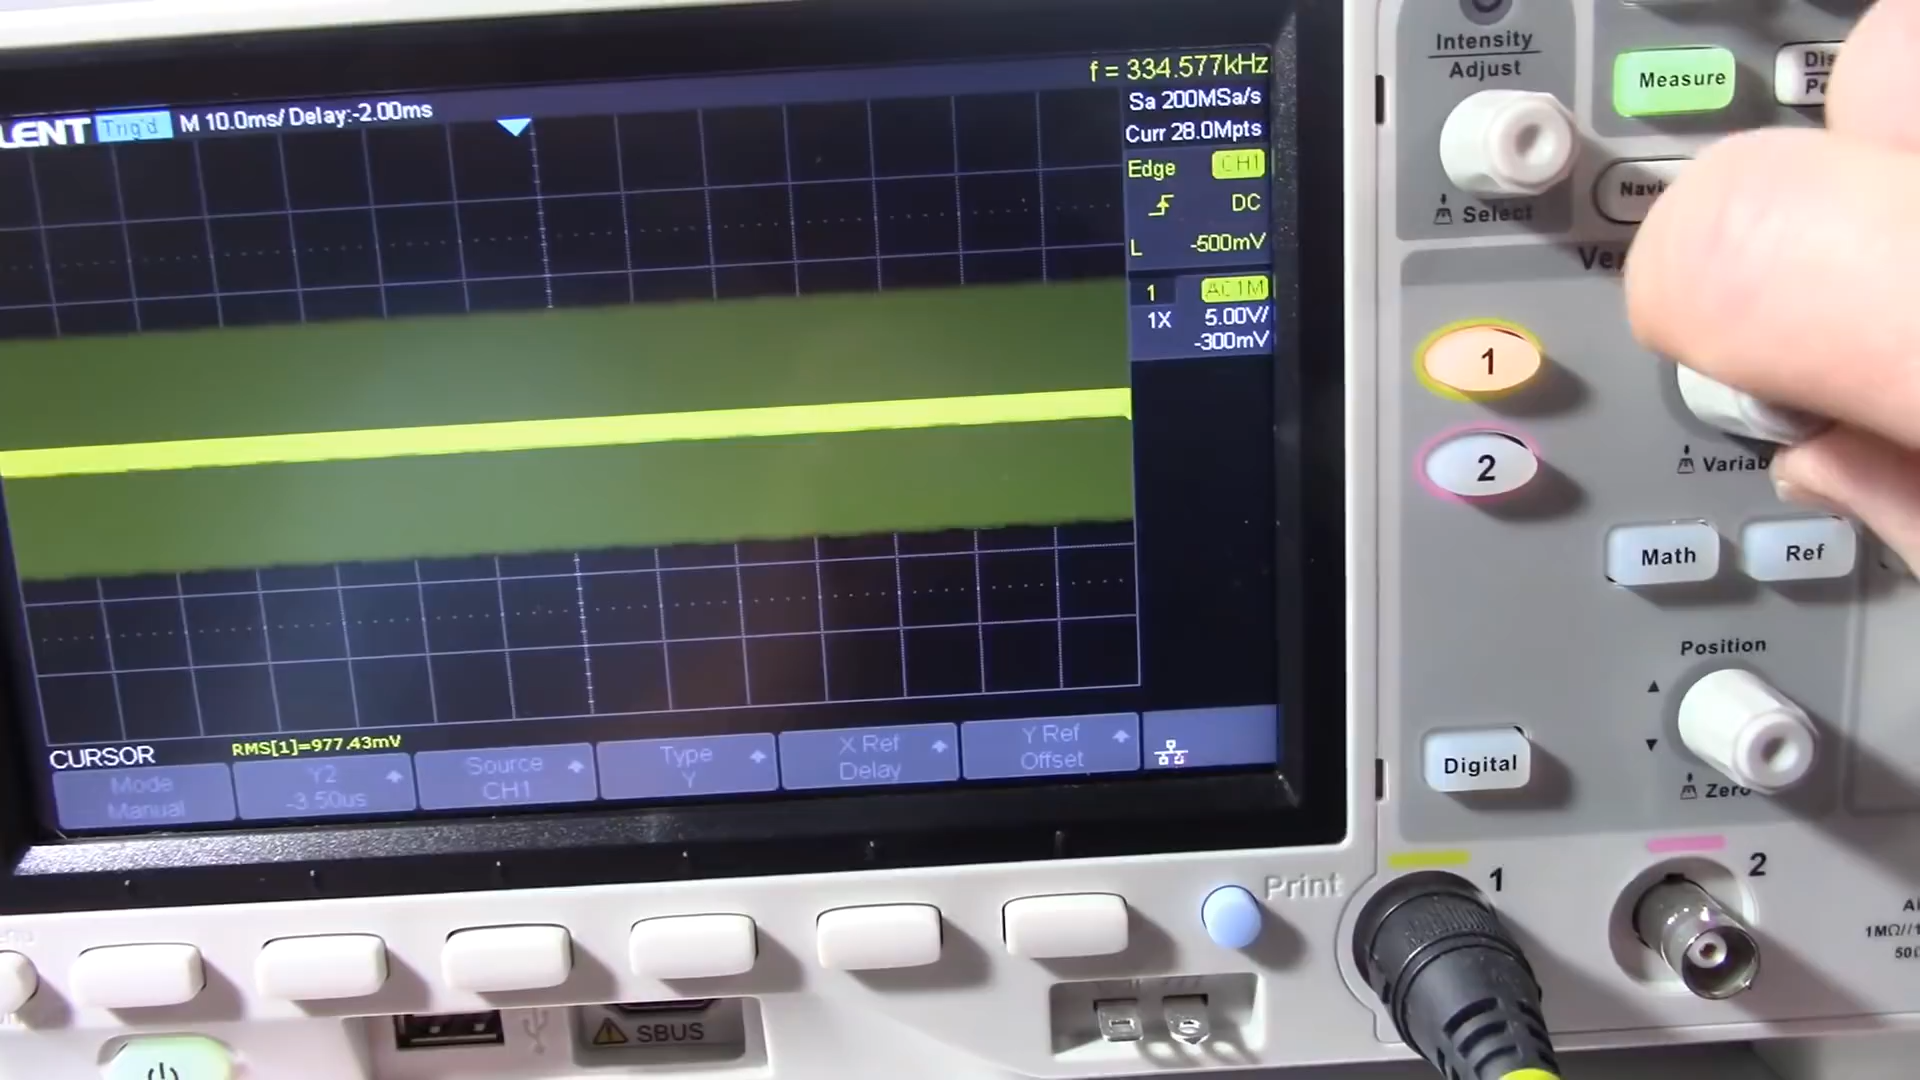 f = 334.577kHz
LENT Trig'd M 10.0ms/ Delay:-2.00ms
Sa 200MSa/s
Curr 28.0Mpts
Edge CH1
DC
L -500mV
1 AC1M
1X 5.00V/
-300mV
CURSOR RMS[1]=977.43mV
Mode
Manual
Y2
-3.50us
Source
CH1
Type
Y
X Ref
Delay
Y Ref
Offset
Intensity
Adjust
Select
Measure
1
2
Math
Ref
Position
Digital
Zero
Print
1
2
SBUS